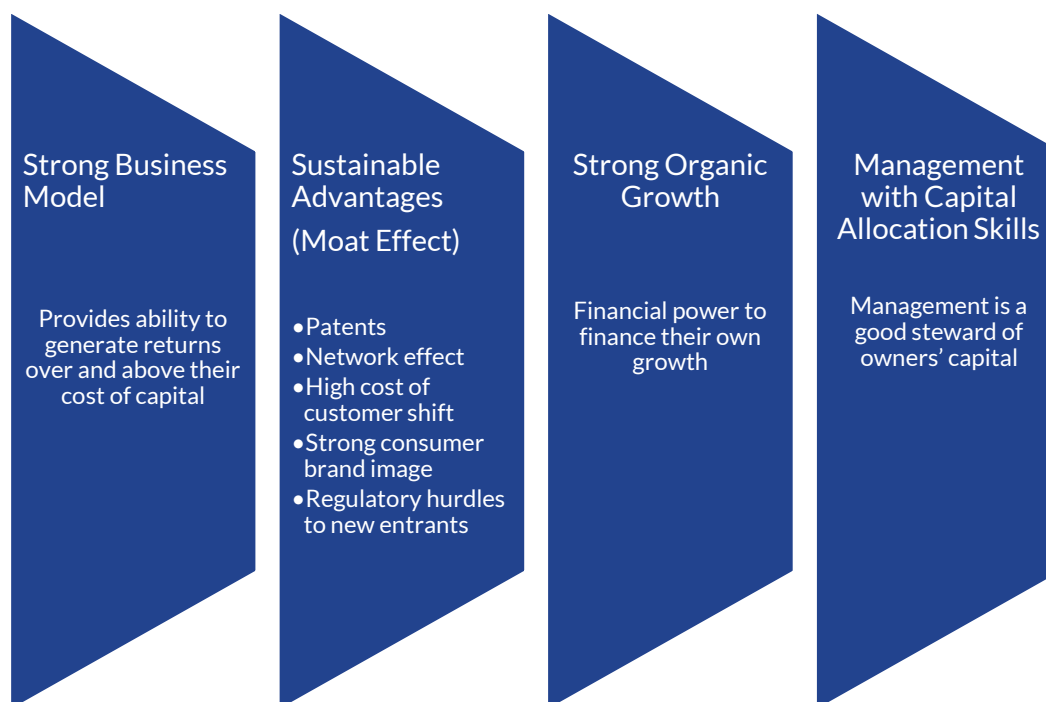 Strong Business
Model
Provides ability to
generate returns
over and above their
cost of capital
Sustainable
Advantages
(Moat Effect)
•Patents
•Network effect
•High cost of
customer shift
•Strong consumer
brand image
•Regulatory hurdles
to new entrants
Strong Organic
Growth
Financial power to
finance their own
growth
Management
with Capital
Allocation Skills
Management is a
good steward of
owners’ capital